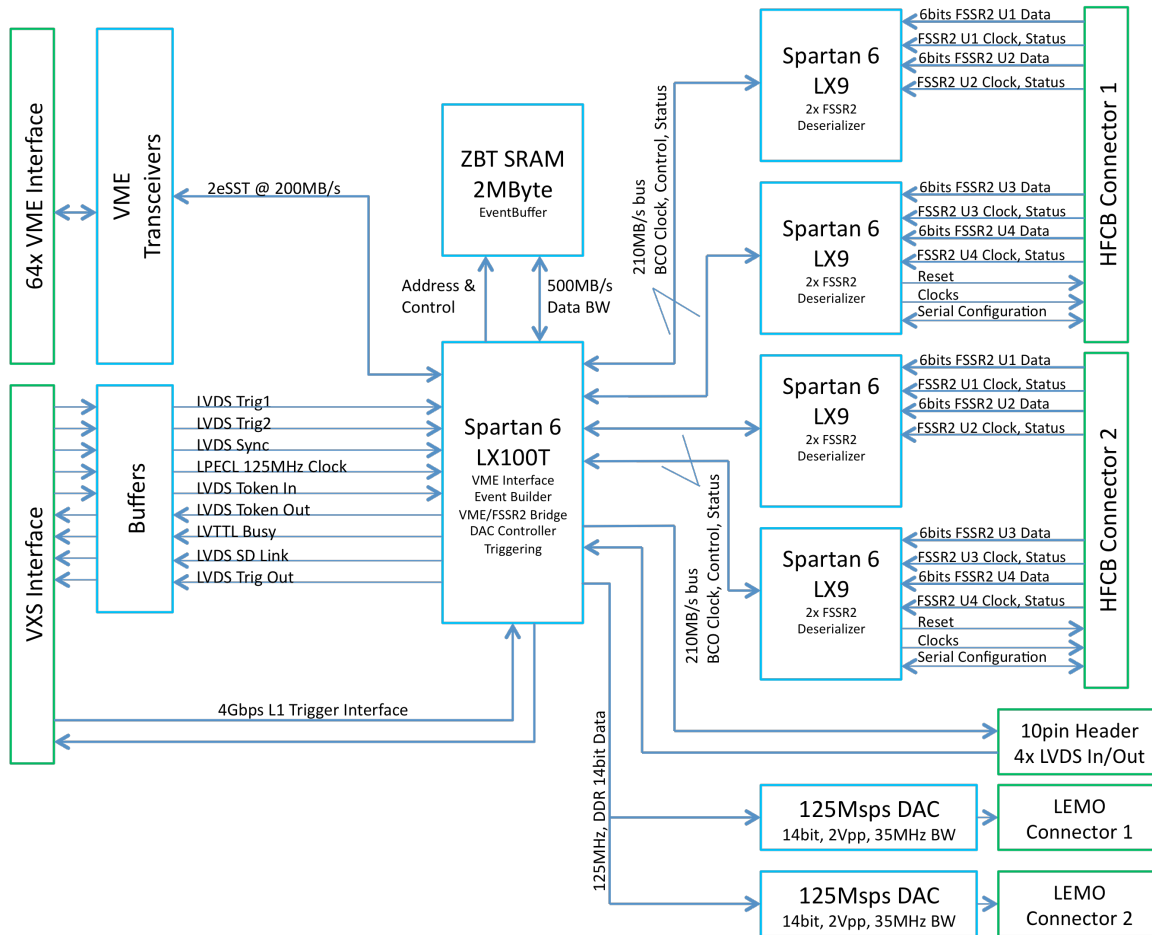 64x VME Interface
VME
Transceivers
2eSST @ 200MB/s
ZBT SRAM
2MByte
EventBuffer
Address &
Control
500MB/s
Data BW
VXS Interface
Buffers
LVDS Trig1
LVDS Trig2
LVDS Sync
LPECL 125MHz Clock
LVDS Token In
LVDS Token Out
LVTTL Busy
LVDS SD Link
LVDS Trig Out
4Gbps L1 Trigger Interface
Spartan 6
LX100T
VME Interface
Event Builder
VME/FSSR2 Bridge
DAC Controller
Triggering
210MB/s bus
BCO Clock, Control, Status
210MB/s bus
BCO Clock, Control, Status
125MHz, DDR 14bit Data
Spartan 6
LX9
2x FSSR2
Deserializer
6bits FSSR2 U1 Data
FSSR2 U1 Clock, Status
6bits FSSR2 U2 Data
FSSR2 U2 Clock, Status
Spartan 6
LX9
2x FSSR2
Deserializer
6bits FSSR2 U3 Data
FSSR2 U3 Clock, Status
6bits FSSR2 U4 Data
FSSR2 U4 Clock, Status
Reset
Clocks
Serial Configuration
HFCB Connector 1
Spartan 6
LX9
2x FSSR2
Deserializer
6bits FSSR2 U1 Data
FSSR2 U1 Clock, Status
6bits FSSR2 U2 Data
FSSR2 U2 Clock, Status
Spartan 6
LX9
2x FSSR2
Deserializer
6bits FSSR2 U3 Data
FSSR2 U3 Clock, Status
6bits FSSR2 U4 Data
FSSR2 U4 Clock, Status
Reset
Clocks
Serial Configuration
HFCB Connector 2
10pin Header
4x LVDS In/Out
125Msps DAC
14bit, 2Vpp, 35MHz BW
LEMO
Connector 1
125Msps DAC
14bit, 2Vpp, 35MHz BW
LEMO
Connector 2